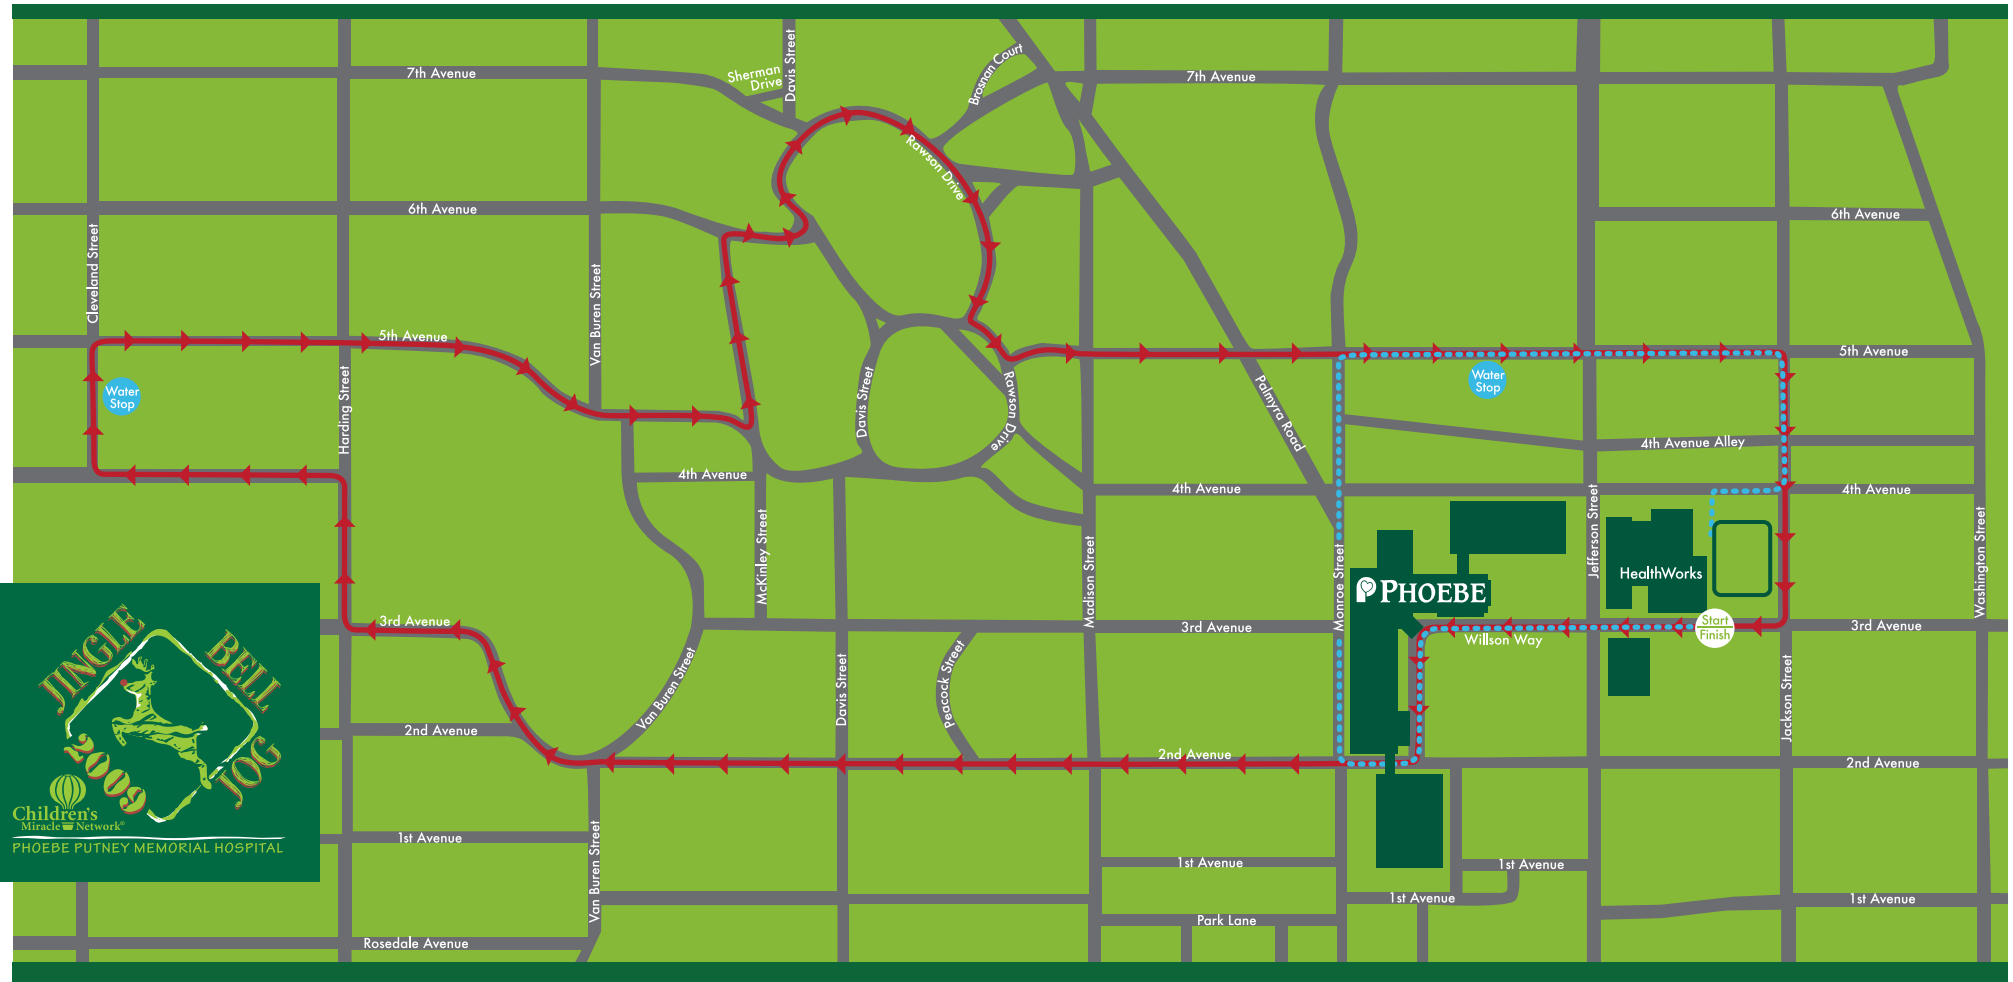 7th Avenue
Sherman
Drive
Davis Street
Brosnan Court
7th Avenue
Rawson Drive
6th Avenue
6th Avenue
Cleveland Street
Van Buren Street
5th Avenue
5th Avenue
Water
Stop
Harding Street
Davis Street
Rawson Drive
Palmyra Road
Water
Stop
4th Avenue Alley
4th Avenue
4th Avenue
4th Avenue
McKinley Street
Madison Street
Monroe Street
Jefferson Street
Washington Street
PHOEBE
HealthWorks
3rd Avenue
3rd Avenue
Willson Way
Start
Finish
3rd Avenue
Van Buren Street
Davis Street
Peacock Street
Jackson Street
2nd Avenue
2nd Avenue
2nd Avenue
JINGLE
BELL
JOG
2009
Children's
Miracle Network®
PHOEBE PUTNEY MEMORIAL HOSPITAL
1st Avenue
Van Buren Street
1st Avenue
1st Avenue
1st Avenue
1st Avenue
Park Lane
Rosedale Avenue